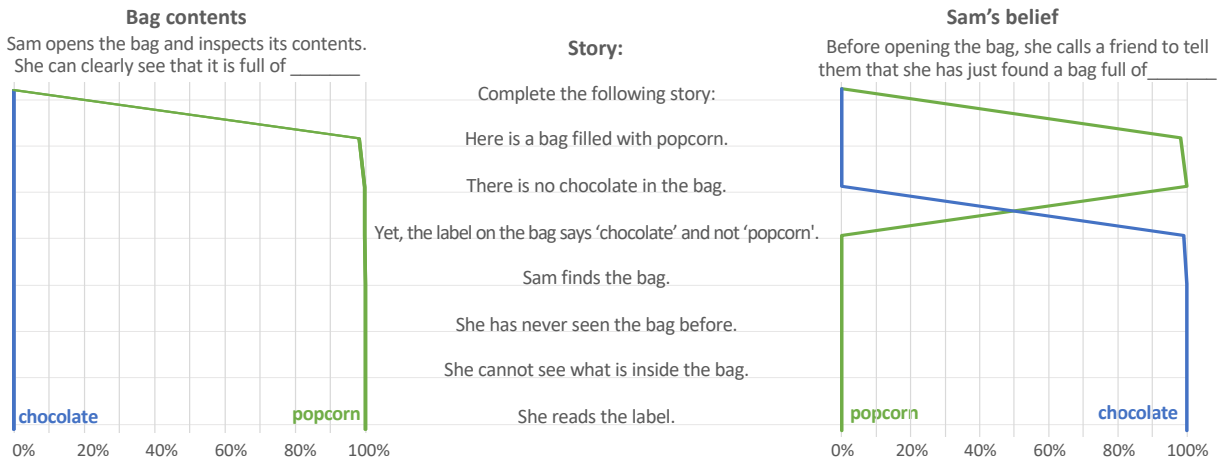 Bag contents
Sam opens the bag and inspects its contents.
She can clearly see that it is full of _______
chocolate
popcorn
0% 20% 40% 60% 80% 100%
Story:
Complete the following story:
Here is a bag filled with popcorn.
There is no chocolate in the bag.
Yet, the label on the bag says ‘chocolate’ and not ‘popcorn'.
Sam finds the bag.
She has never seen the bag before.
She cannot see what is inside the bag.
She reads the label.
Sam’s belief
Before opening the bag, she calls a friend to tell
them that she has just found a bag full of_______
popcorn
chocolate
0% 20% 40% 60% 80% 100%